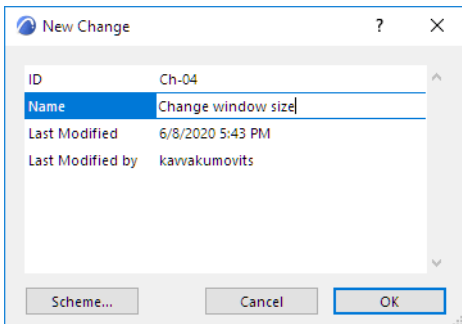 New Change
ID Ch-04
Name Change window size
Last Modified 6/8/2020 5:43 PM
Last Modified by kavvakumovits
Scheme... Cancel OK